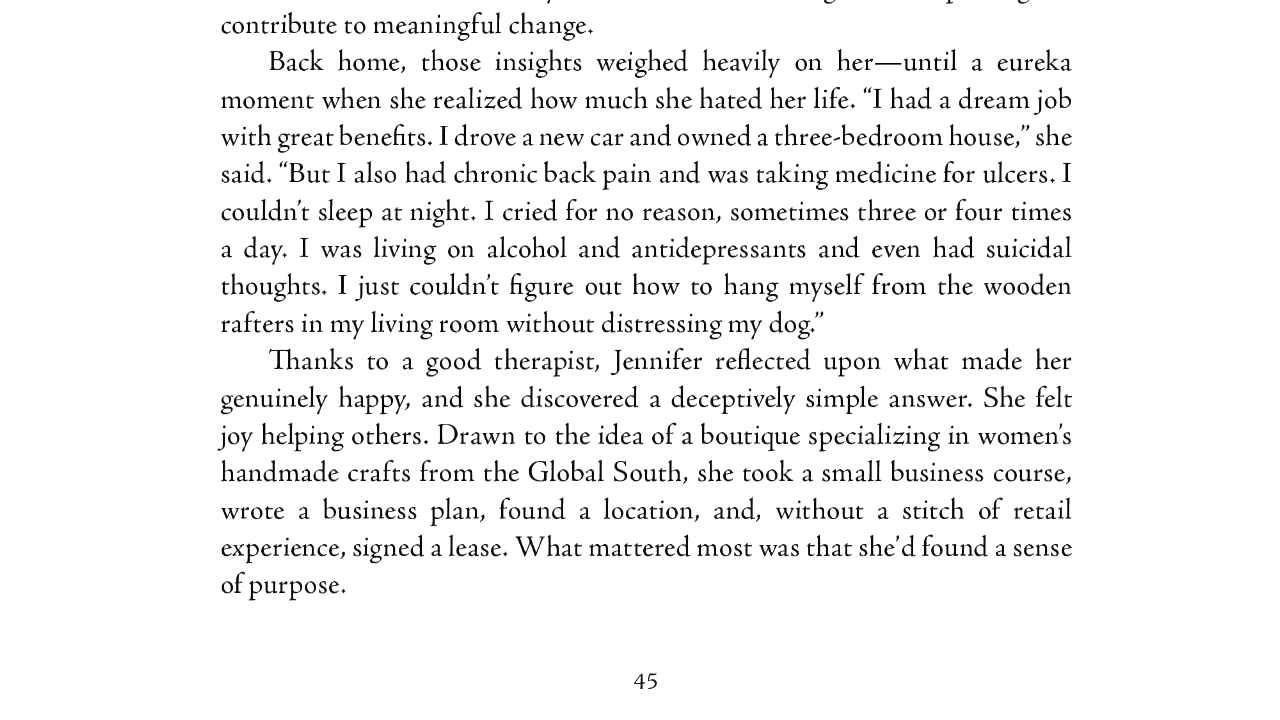 contribute to meaningful change.
Back home, those insights weighed heavily on her—until a eureka
moment when she realized how much she hated her life. “I had a dream job
with great benefits. I drove a new car and owned a three-bedroom house,” she
said. “But I also had chronic back pain and was taking medicine for ulcers. I
couldn’t sleep at night. I cried for no reason, sometimes three or four times
a day. I was living on alcohol and antidepressants and even had suicidal
thoughts. I just couldn’t figure out how to hang myself from the wooden
rafters in my living room without distressing my dog.”
Thanks to a good therapist, Jennifer reflected upon what made her
genuinely happy, and she discovered a deceptively simple answer. She felt
joy helping others. Drawn to the idea of a boutique specializing in women’s
handmade crafts from the Global South, she took a small business course,
wrote a business plan, found a location, and, without a stitch of retail
experience, signed a lease. What mattered most was that she’d found a sense
of purpose.
45